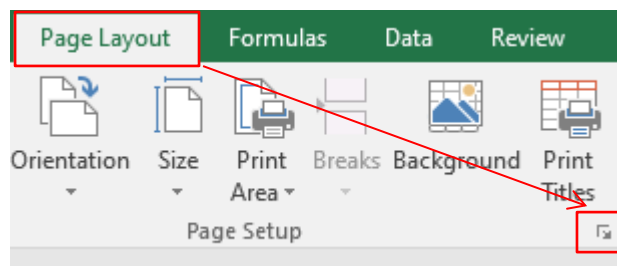 Page Layout Formulas Data Review
Orientation Size Print Area Breaks Background Print Titles
Page Setup